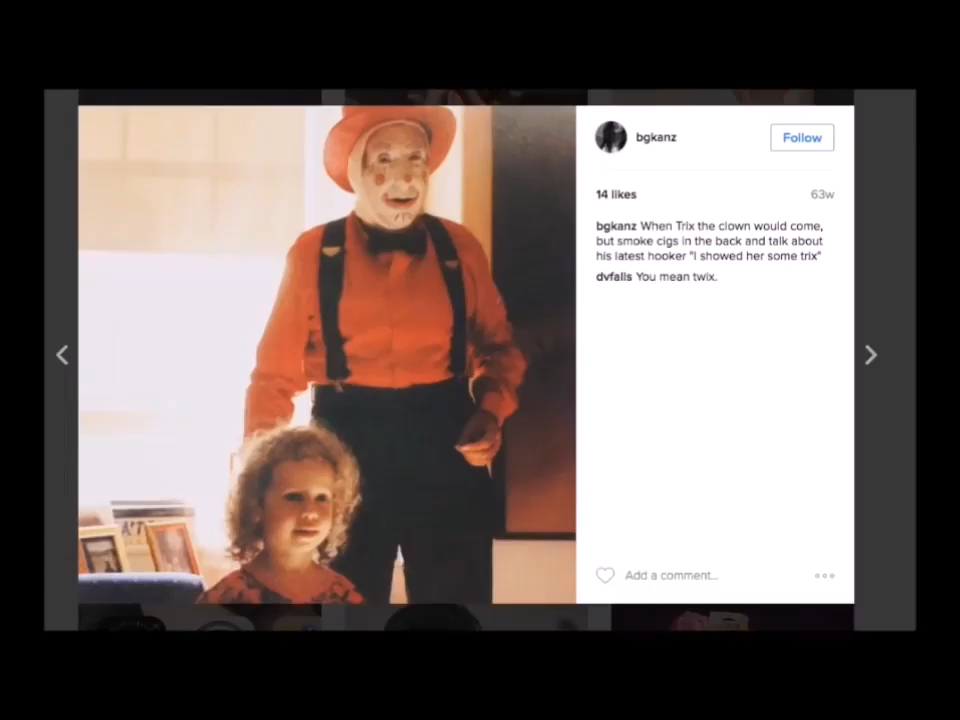 bgkanz
Follow
14 likes
63w
bgkanz When Trix the clown would come,
but smoke cigs in the back and talk about
his latest hooker "I showed her some trix"
dvfalls You mean twix.
Add a comment...